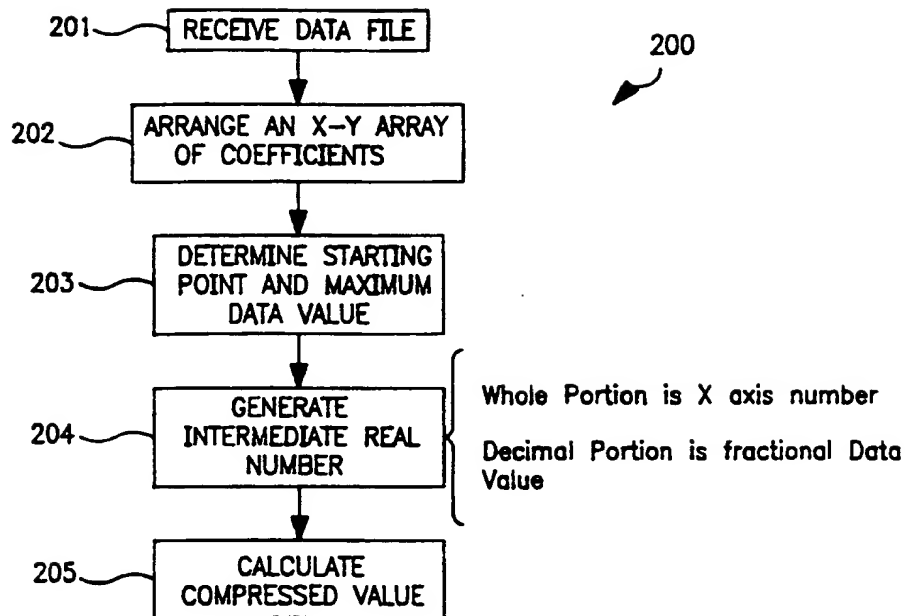 201
RECEIVE DATA FILE
200
202
ARRANGE AN X-Y ARRAY
OF COEFFICIENTS
203
DETERMINE STARTING
POINT AND MAXIMUM
DATA VALUE
204
GENERATE
INTERMEDIATE REAL
NUMBER
Whole Portion is X axis number
Decimal Portion is fractional Data
Value
205
CALCULATE
COMPRESSED VALUE